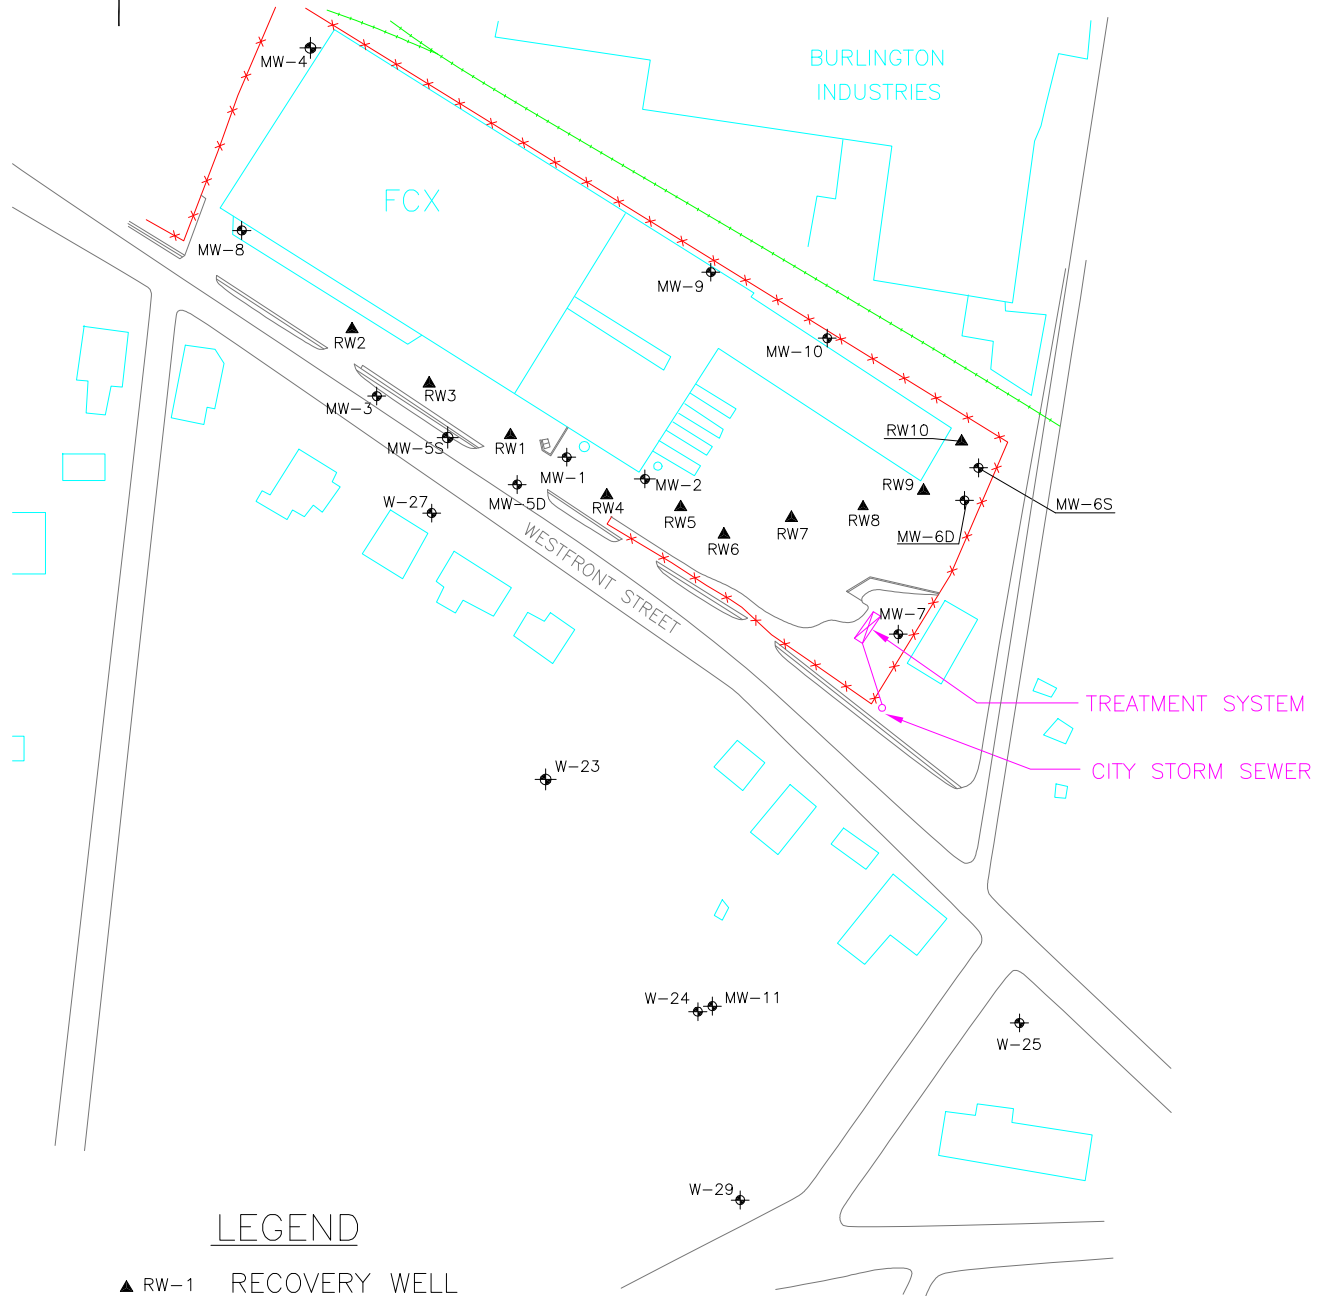 BURLINGTON
INDUSTRIES
MW-4
FCX
MW-8
MW-9
RW2
MW-10
RW3
MW-3
RW10
MW-5S
RW1
MW-1
MW-2
RW9
MW-5D
W-27
RW4
RW5
RW8
MW-6S
RW7
MW-6D
RW6
WESTFRONT STREET
MW-7
TREATMENT SYSTEM
W-23
CITY STORM SEWER
W-24
MW-11
W-25
W-29
LEGEND
RW-1 RECOVERY WELL